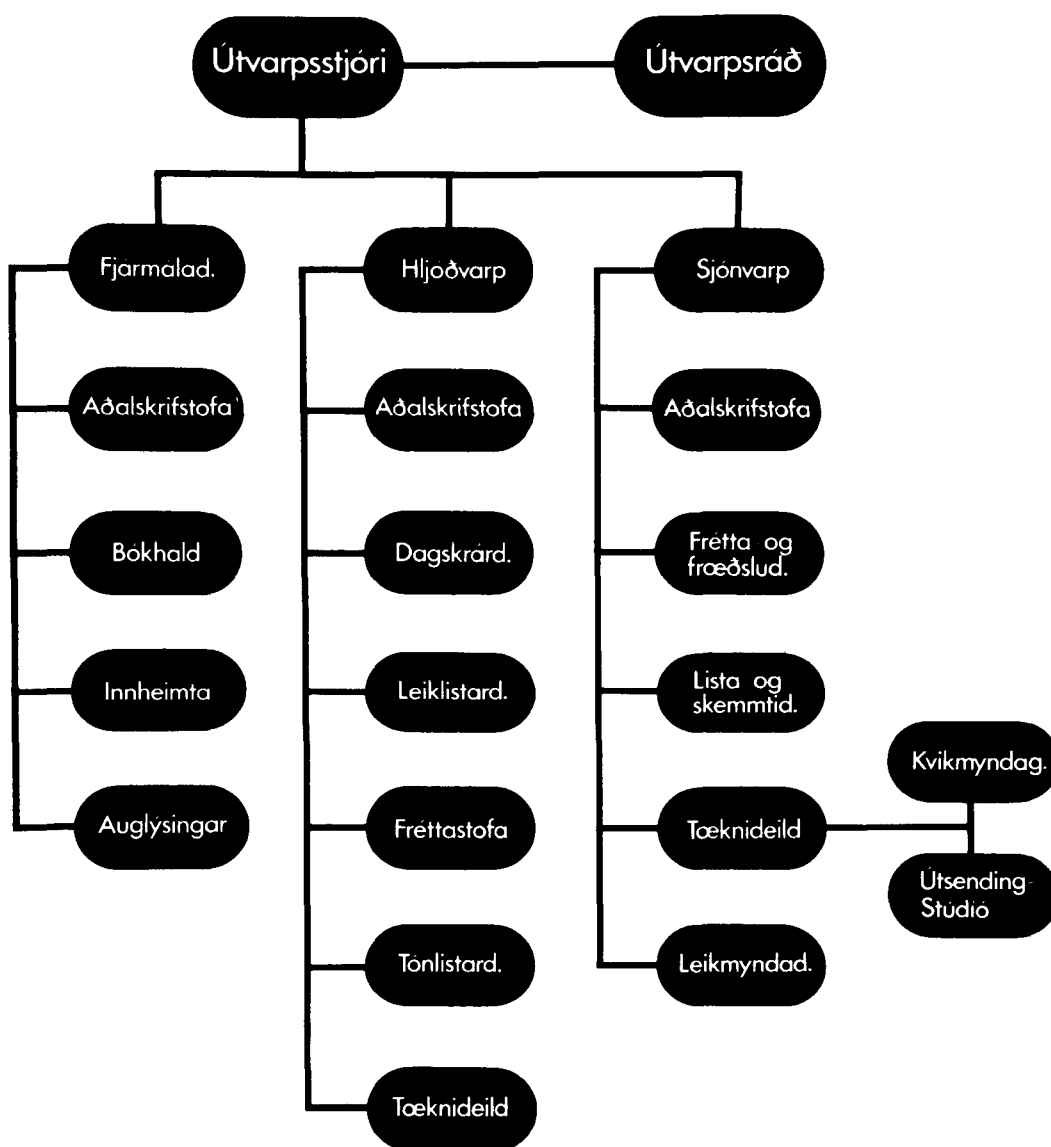 Útvarpsstjóri
Útvarpsráð
Fjármálad.
Aðalskrifstofa
Bókhald
Innheimta
Auglýsingar
Hljóðvarp
Aðalskrifstofa
Dagskrárd.
Leiklistard.
Fréttastofa
Tónlistard.
Tæknideild
Sjónvarp
Aðalskrifstofa
Frétta og
fræðslud.
Lista og
skemmtid.
Tæknideild
Leikmyndad.
Kvikmyndag.
Útsending-
Stúdíó